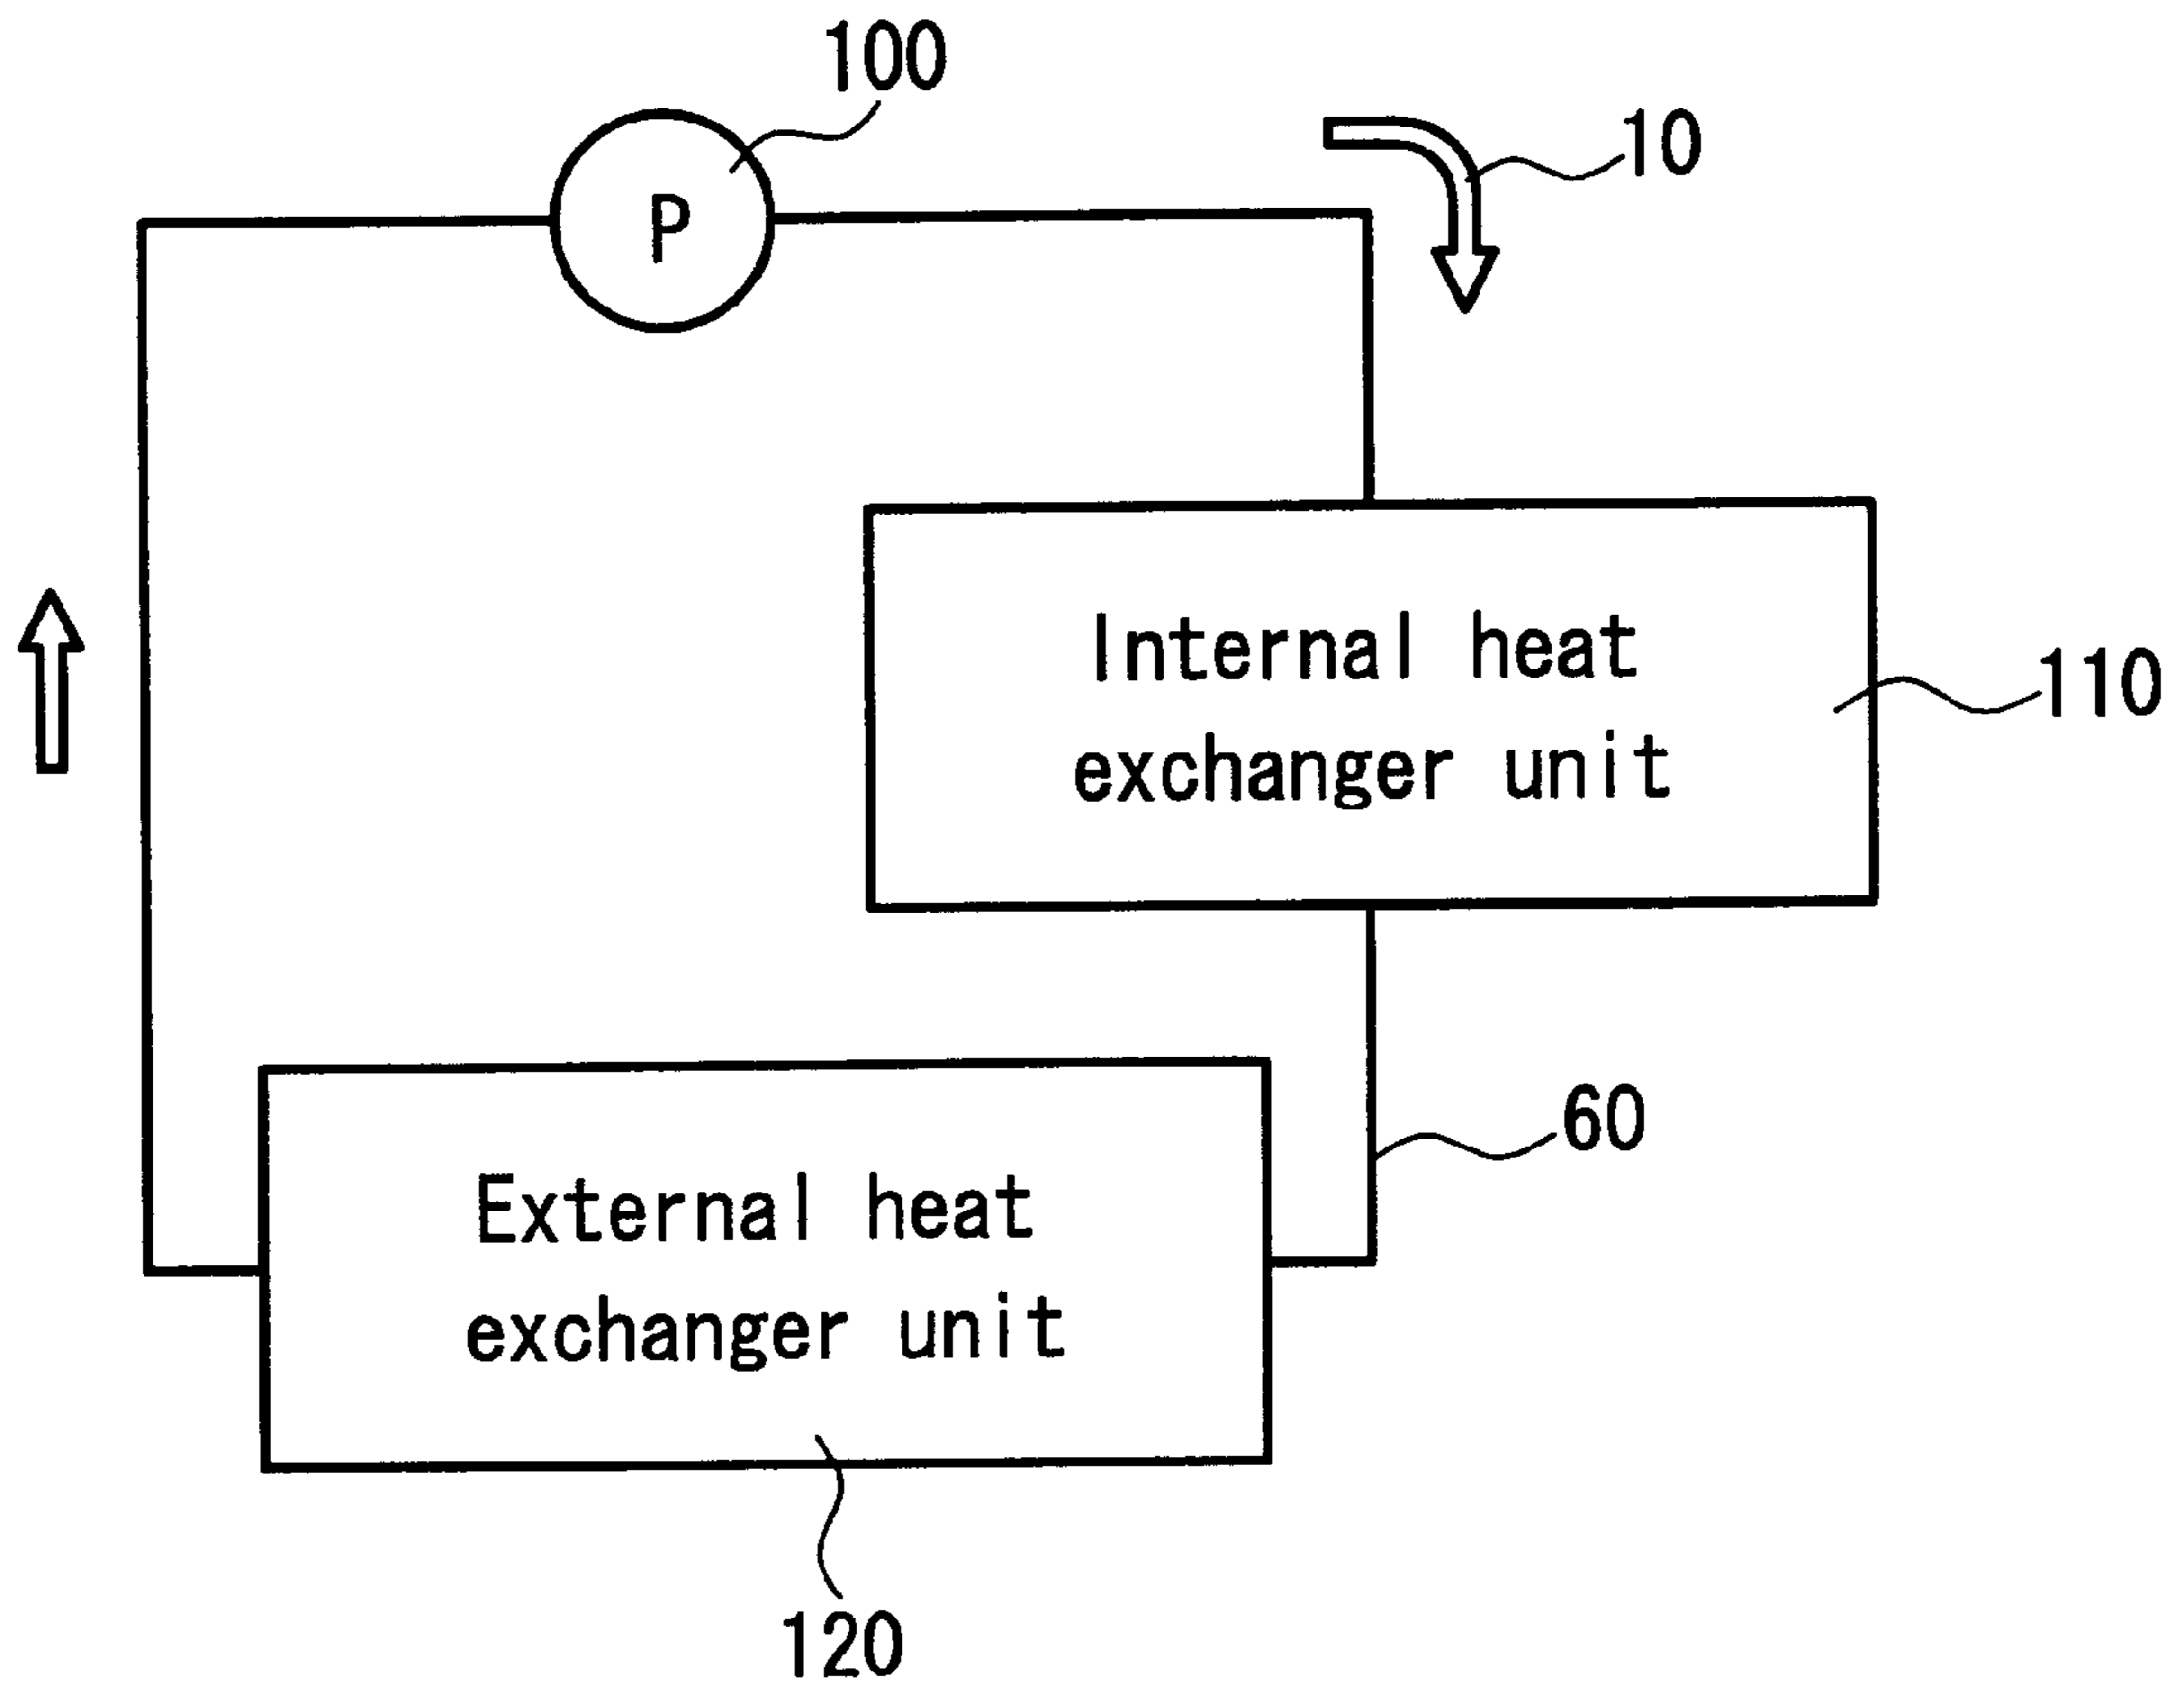 100
10
P
Internal heat
exchanger unit
110
60
External heat
exchanger unit
120